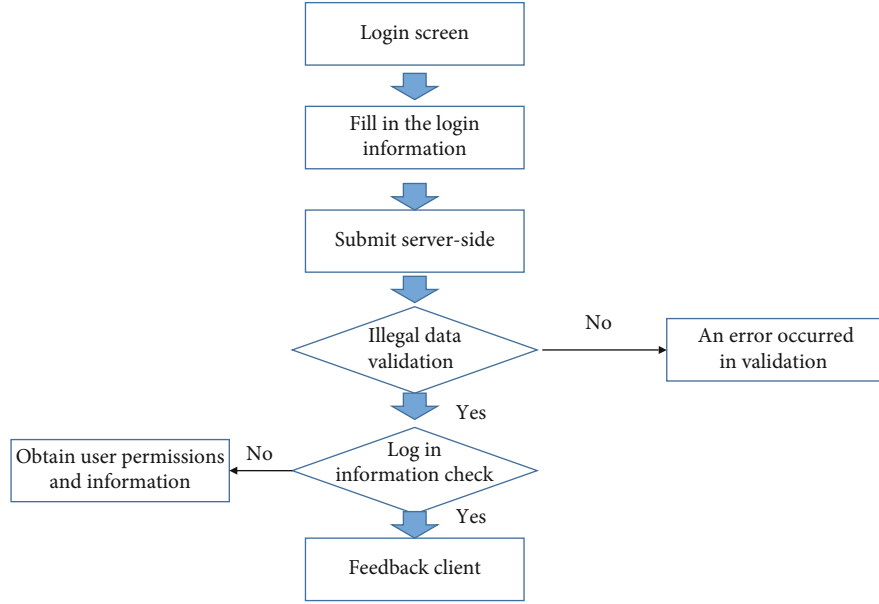 Login screen
Fill in the login
information
Submit server-side
Illegal data
validation
No
An error occurred
in validation
Yes
Obtain user permissions
and information
No
Log in
information check
Yes
Feedback client